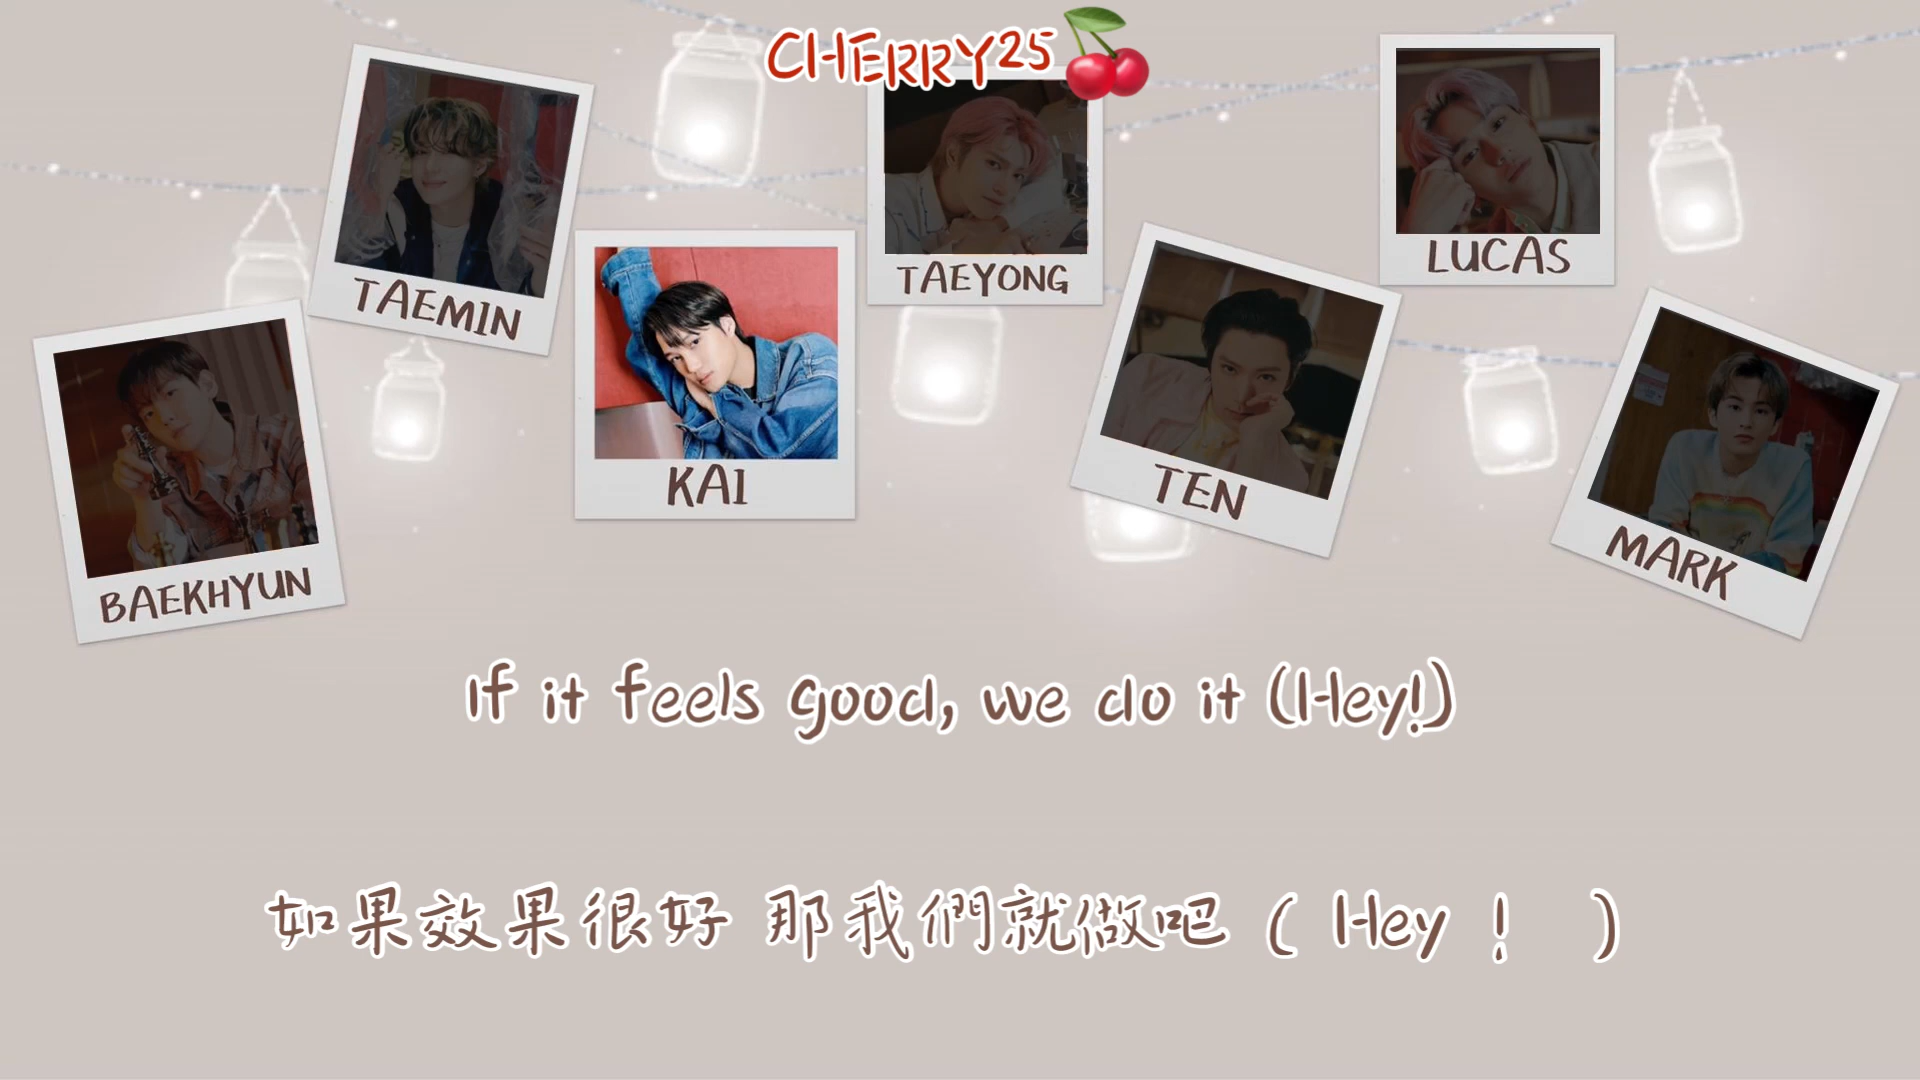 CHERRY25
TAEMIN
TAEYONG
LUCAS
KAI
TEN
MARK
BAEKHYUN
If it feels good, we do it (Hey!)
如果效果很好 那我們就做吧 ( Hey ! )